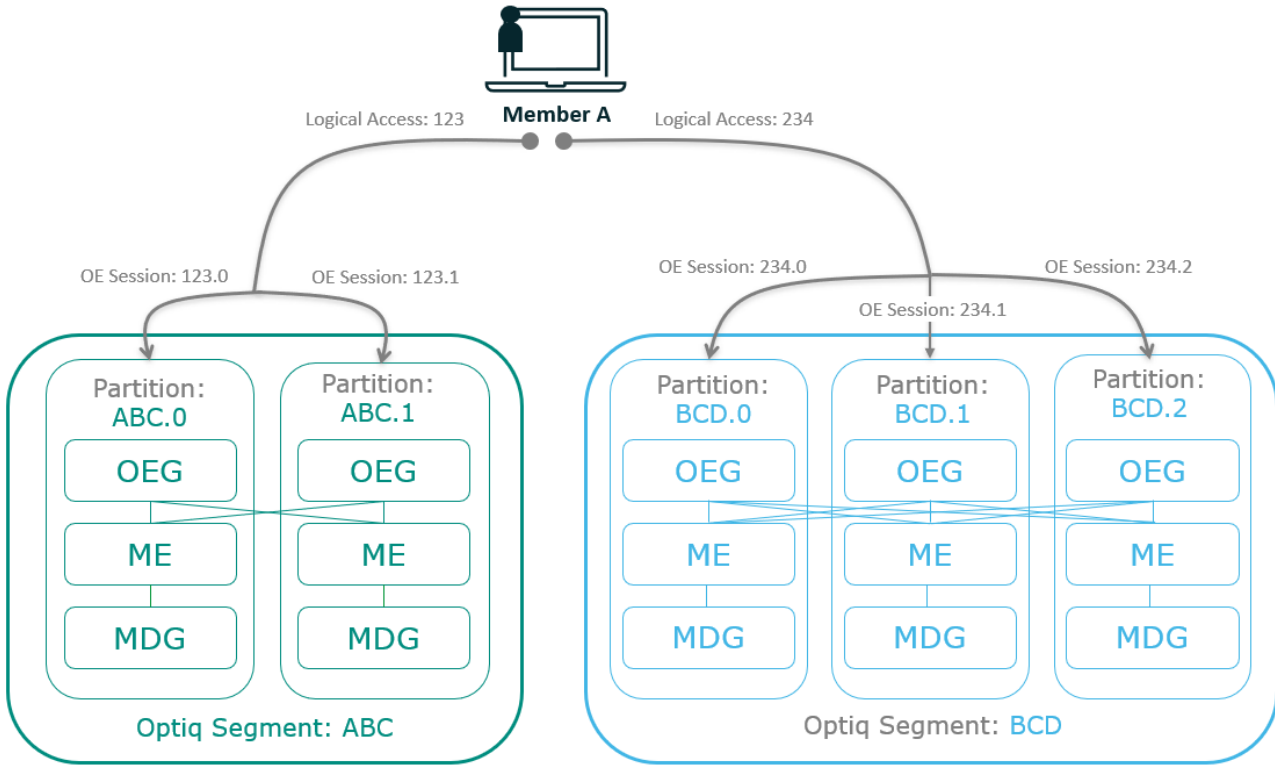 Member A
Logical Access: 123
Logical Access: 234
OE Session: 123.0
OE Session: 123.1
OE Session: 234.0
OE Session: 234.1
OE Session: 234.2
Partition:
ABC.0
OEG
ME
MDG
Partition:
ABC.1
OEG
ME
MDG
Optiq Segment: ABC
Partition:
BCD.0
OEG
ME
MDG
Partition:
BCD.1
OEG
ME
MDG
Partition:
BCD.2
OEG
ME
MDG
Optiq Segment: BCD